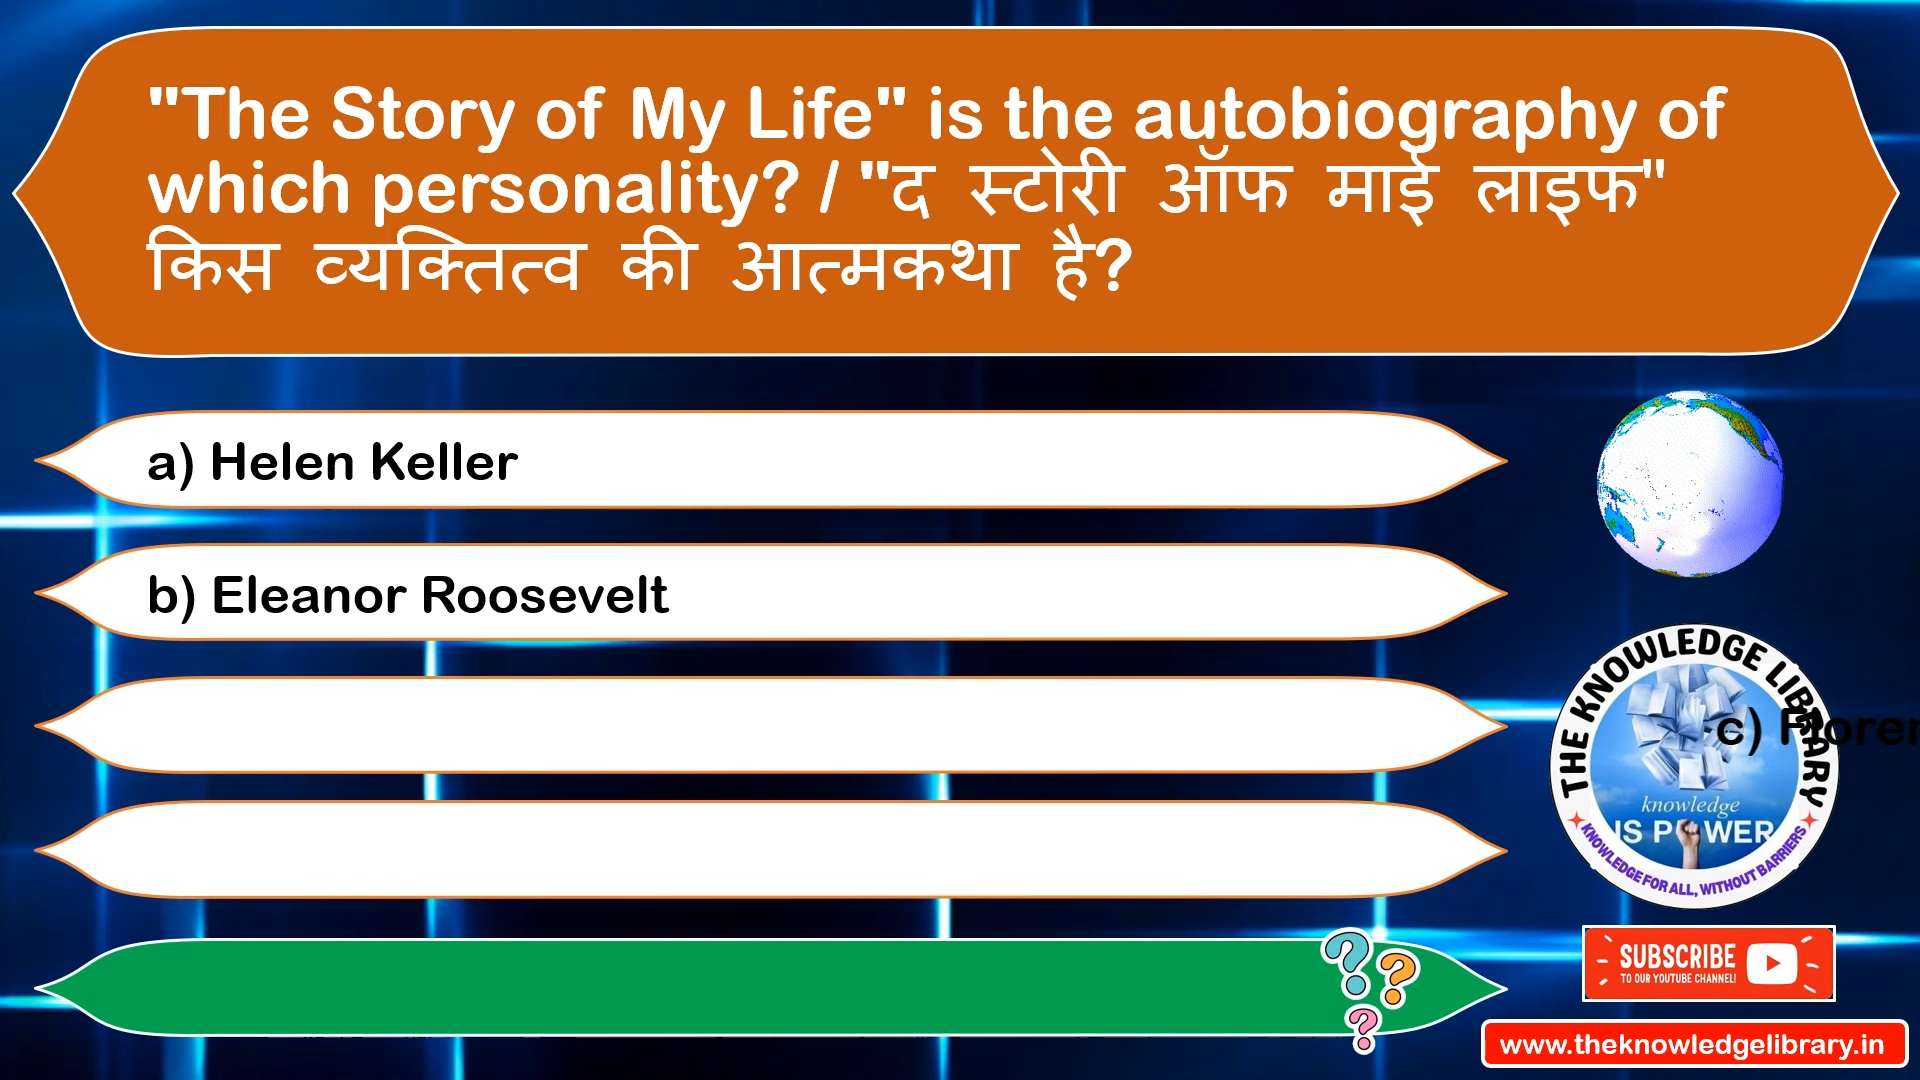 "The Story of My Life" is the autobiography of
which personality? / "द स्टोरी ऑफ माई लाइफ"
किस व्यक्तित्व की आत्मकथा है?
a) Helen Keller
b) Eleanor Roosevelt
c)
THE KNOWLEDGE LIBRARY
knowledge
IS POWER
KNOWLEDGE FOR ALL, WITHOUT BARRIERS
SUBSCRIBE
TO OUR YOUTUBE CHANNEL!
www.theknowledgelibrary.in